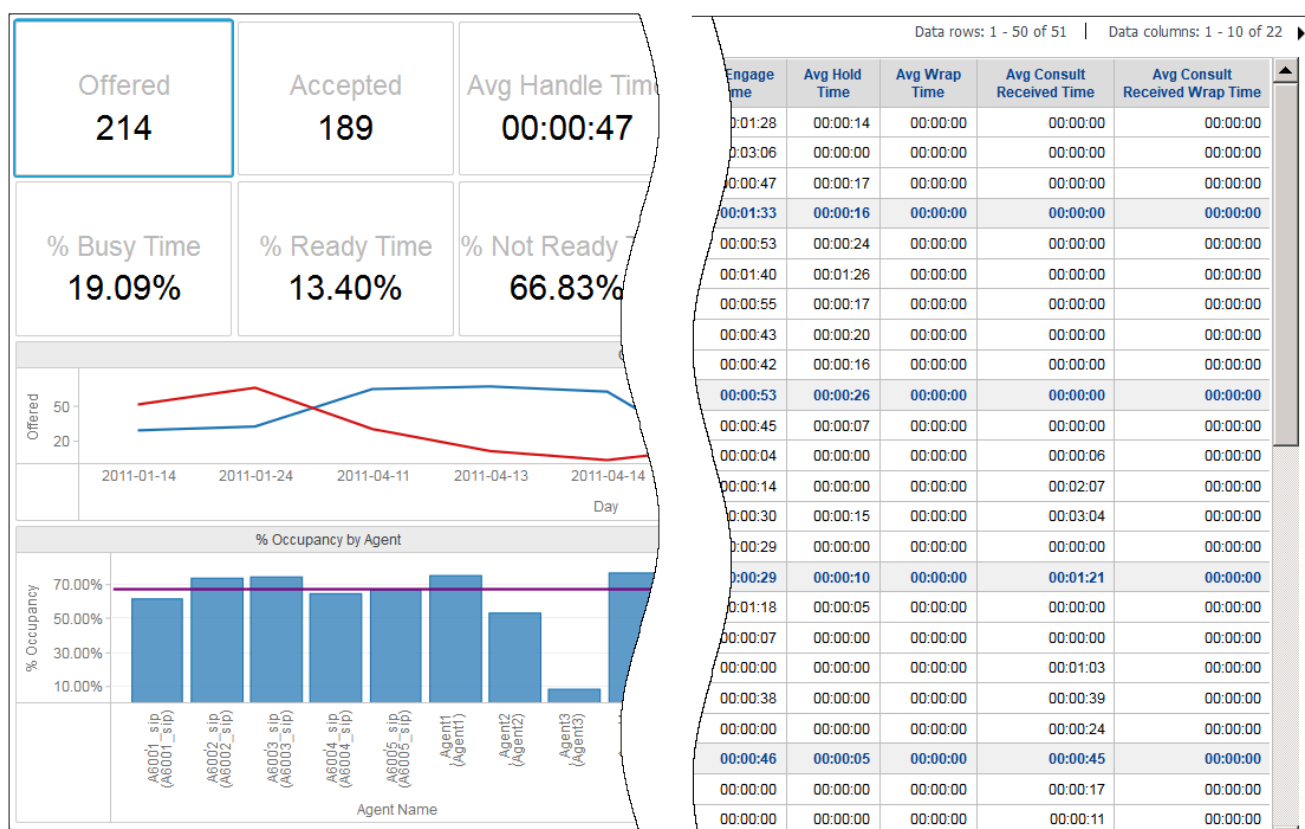 Data rows: 1 - 50 of 51 | Data columns: 1 - 10 of 22
Offered
214
Accepted
189
Avg Handle Time
00:00:47
% Busy Time
19.09%
% Ready Time
13.40%
% Not Ready
66.83%
Offered
50
20
2011-01-14 2011-01-24 2011-04-11 2011-04-13 2011-04-14
Day
% Occupancy by Agent
% Occupancy
70.00%
50.00%
30.00%
10.00%
A6001_sip (A6001_sip)
A6002_sip (A6002_sip)
A6003_sip (A6003_sip)
A6004_sip (A6004_sip)
A6005_sip (A6005_sip)
Agent1 (Agent1)
Agent2 (Agent2)
Agent3 (Agent3)
Agent Name
Engage Avg Hold Avg Wrap Avg Consult Avg Consult
me Time Time Received Time Received Wrap Time
0:01:28 00:00:14 00:00:00 00:00:00 00:00:00
0:03:06 00:00:00 00:00:00 00:00:00 00:00:00
0:00:47 00:00:17 00:00:00 00:00:00 00:00:00
00:01:33 00:00:16 00:00:00 00:00:00 00:00:00
00:00:53 00:00:24 00:00:00 00:00:00 00:00:00
00:01:40 00:01:26 00:00:00 00:00:00 00:00:00
00:00:55 00:00:17 00:00:00 00:00:00 00:00:00
00:00:43 00:00:20 00:00:00 00:00:00 00:00:00
00:00:42 00:00:16 00:00:00 00:00:00 00:00:00
00:00:53 00:00:26 00:00:00 00:00:00 00:00:00
00:00:45 00:00:07 00:00:00 00:00:00 00:00:00
00:00:04 00:00:00 00:00:00 00:00:06 00:00:00
00:00:14 00:00:00 00:00:00 00:02:07 00:00:00
0:00:30 00:00:15 00:00:00 00:03:04 00:00:00
0:00:29 00:00:00 00:00:00 00:00:00 00:00:00
0:00:29 00:00:10 00:00:00 00:01:21 00:00:00
0:01:18 00:00:05 00:00:00 00:00:00 00:00:00
00:00:07 00:00:00 00:00:00 00:00:00 00:00:00
00:00:00 00:00:00 00:00:00 00:01:03 00:00:00
00:00:38 00:00:00 00:00:00 00:00:39 00:00:00
00:00:00 00:00:00 00:00:00 00:00:24 00:00:00
00:00:46 00:00:05 00:00:00 00:00:45 00:00:00
00:00:00 00:00:00 00:00:00 00:00:17 00:00:00
00:00:00 00:00:00 00:00:00 00:00:11 00:00:00